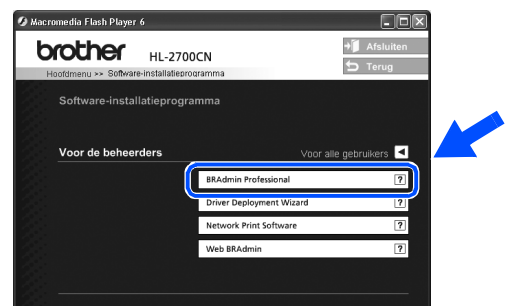 Macromedia Flash Player 6
brother HL-2700CN
Afsluiten
Terug
Hoofdmenu >> Software-installatieprogramma
Software-installatieprogramma
Voor de beheerders
Voor alle gebruikers
BRAdmin Professional ?
Driver Deployment Wizard ?
Network Print Software ?
Web BRAdmin ?